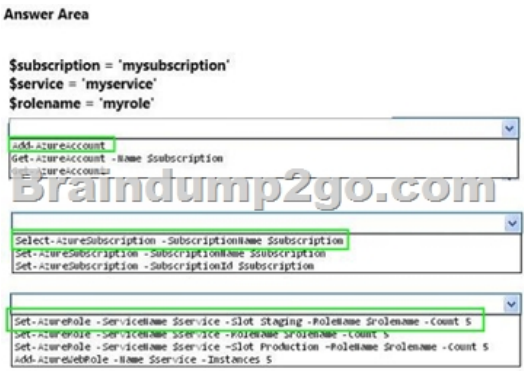 Answer Area
$subscription = 'mysubscription'
$service = 'myservice'
$rolename = 'myrole'
Add-AzureAccount
Get-AzureAccount -Name $subscription
Braindump2go.com
Select-AzureSubscription -SubscriptionName $subscription
Set-AzureSubscription -SubscriptionName $subscription
Set-AzureSubscription -SubscriptionId $subscription
Set-AzureRole -ServiceName $service -Slot Staging -RoleName $rolename -Count 5
Set-AzureRole -ServiceName $service -RoleName $rolename -Count 5
Set-AzureRole -ServiceName $service -Slot Production -RoleName $rolename -Count 5
Add-AzureWebRole -Name $service -Instances 5